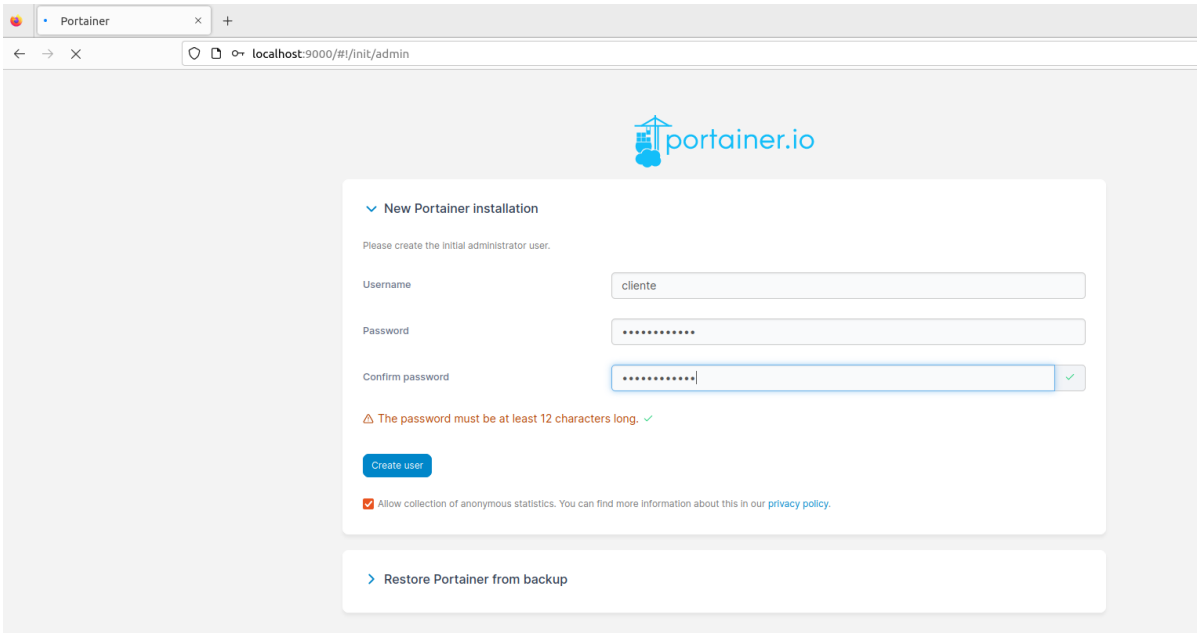 Portainer
localhost:9000/#!/init/admin
portainer.io
New Portainer installation
Please create the initial administrator user.
Username
cliente
Password
••••••••••••
Confirm password
••••••••••••
The password must be at least 12 characters long.
Create user
Allow collection of anonymous statistics. You can find more information about this in our privacy policy.
Restore Portainer from backup